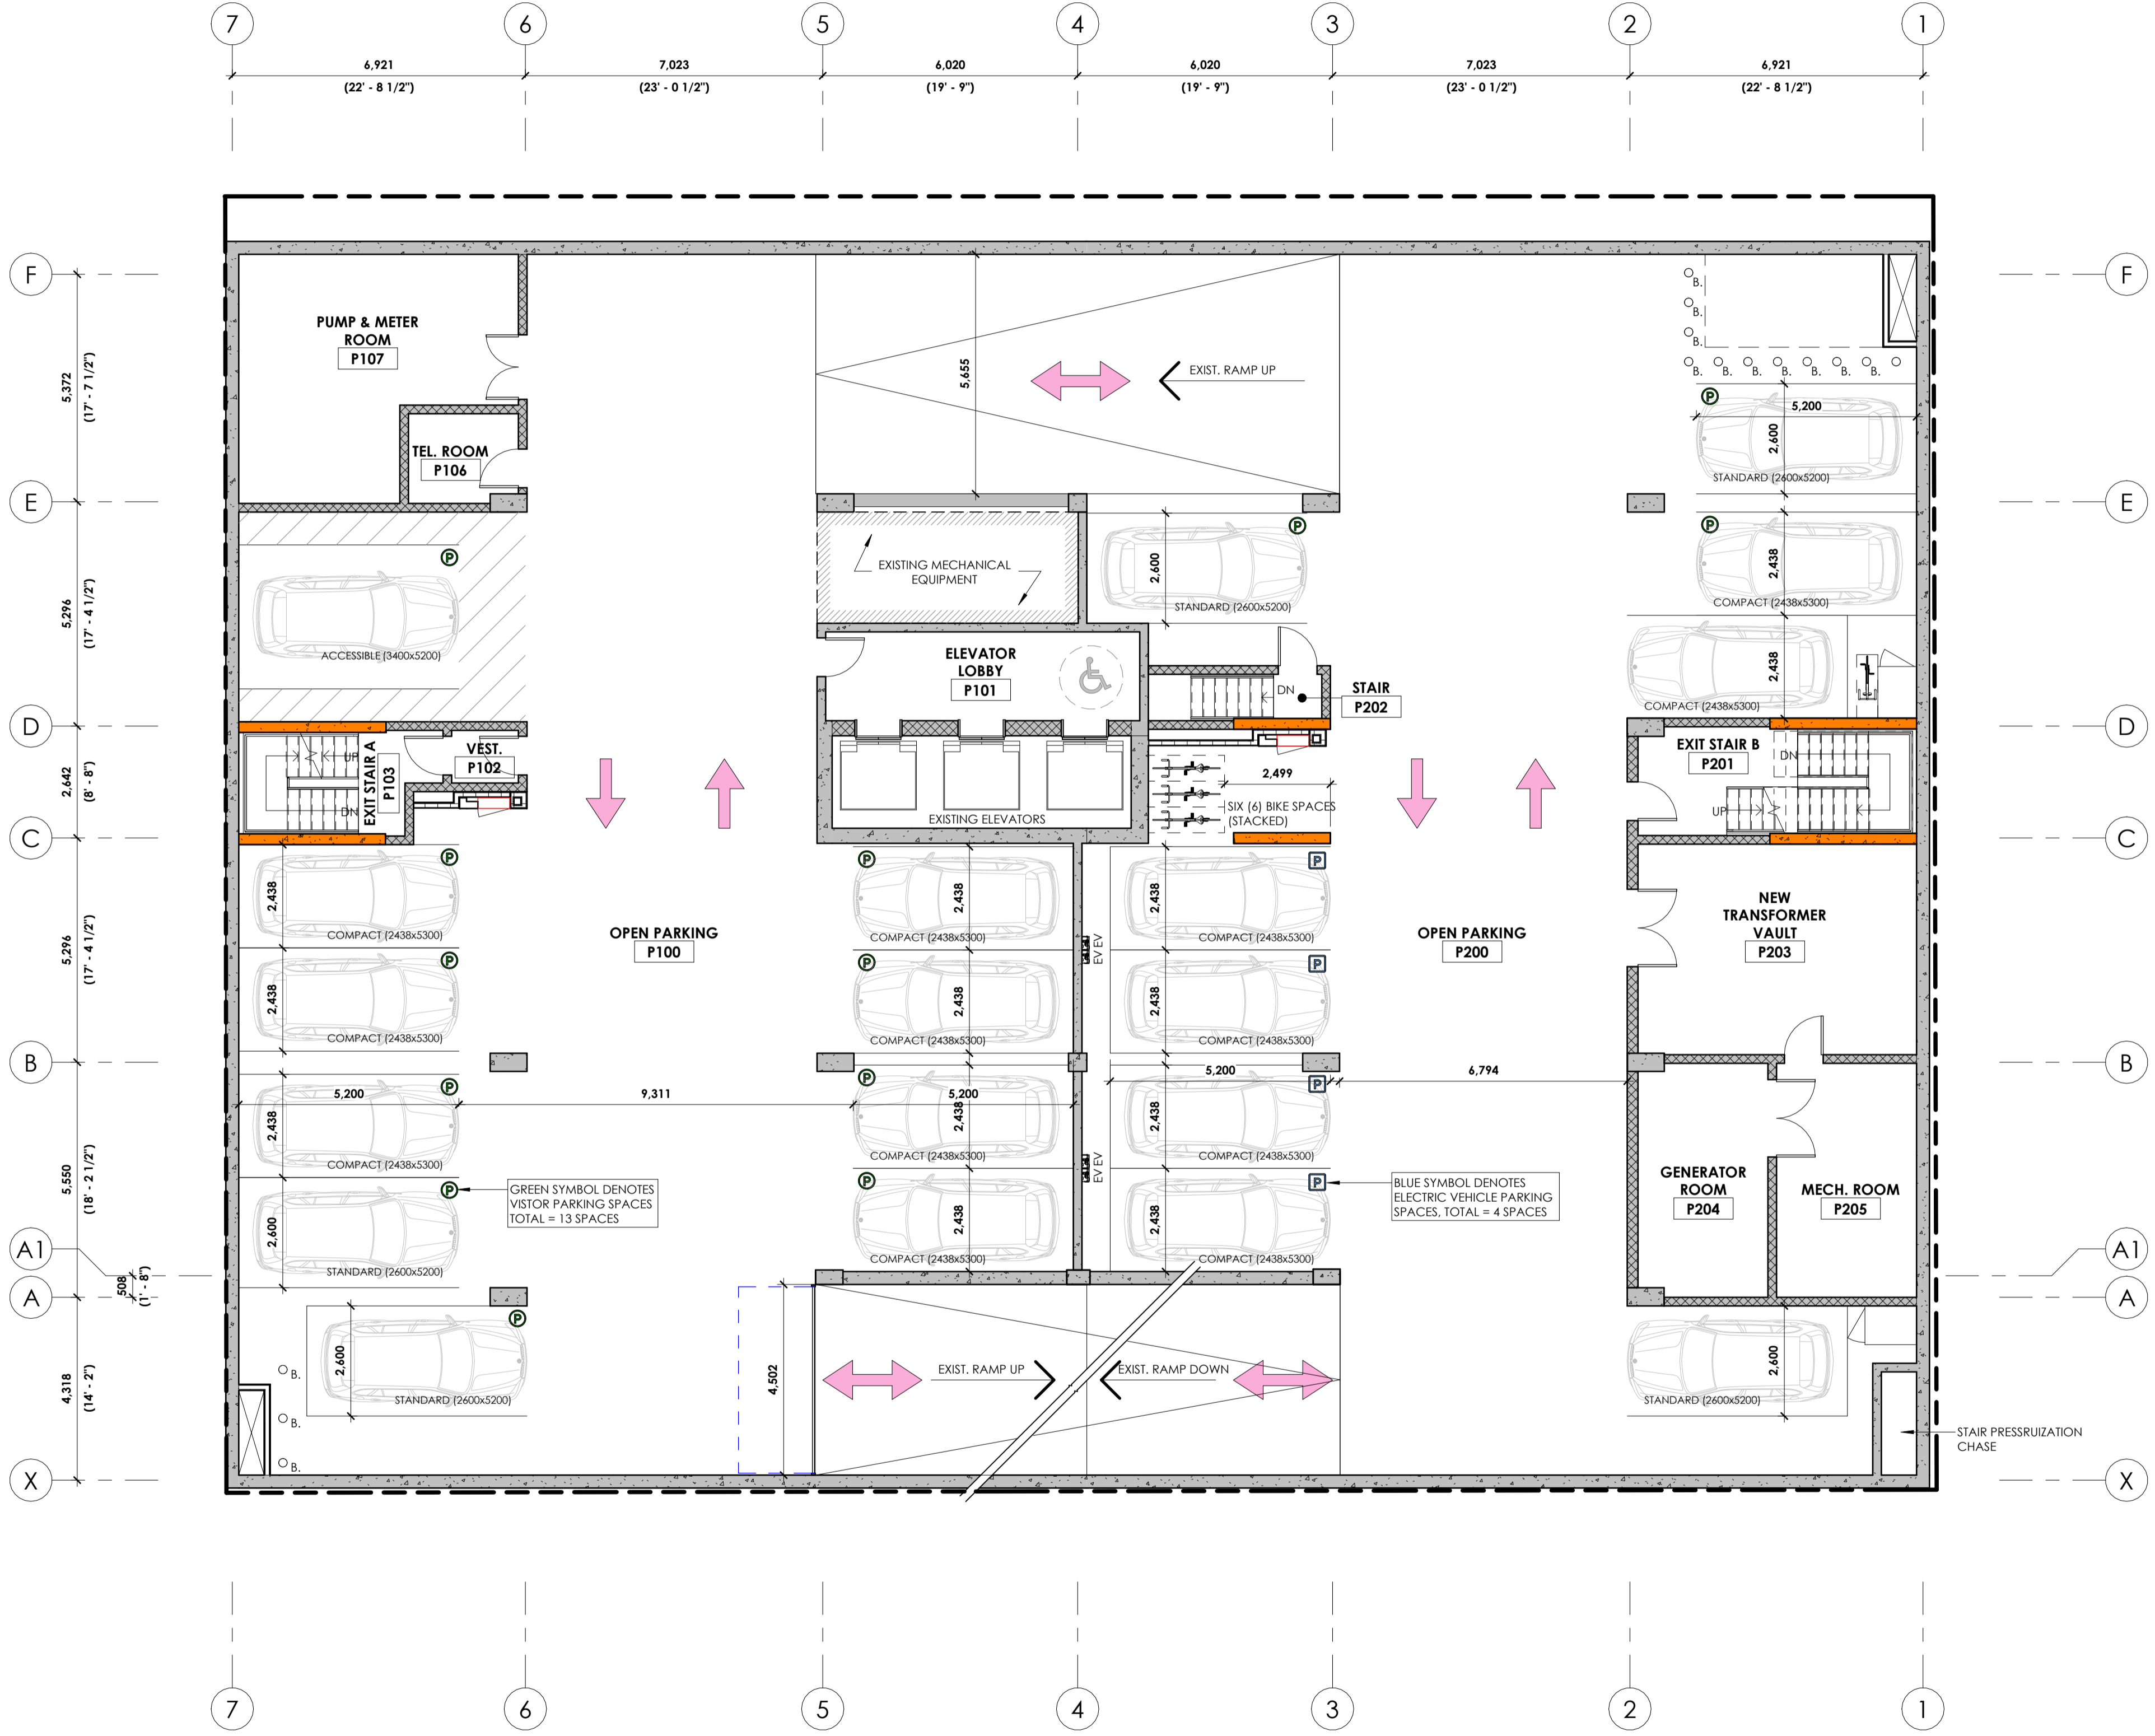 7 6 5 4 3 2 1
6,921 7,023 6,020 6,020 7,023 6,921
(22' - 8 1/2") (23' - 0 1/2") (19' - 9") (19' - 9") (23' - 0 1/2") (22' - 8 1/2")
F F
5,372
(17' - 7 1/2")
PUMP & METER
ROOM
P107
TEL. ROOM
P106
5,655
EXIST. RAMP UP
B.
B.
B.
B. B. B. B. B. B. B.
P
5,200
2,600
STANDARD (2600x5200)
E E
5,296
(17' - 4 1/2")
P
ACCESSIBLE (3400x5200)
EXISTING MECHANICAL
EQUIPMENT
P
2,600
STANDARD (2600x5200)
P
2,438
COMPACT (2438x5300)
2,438
COMPACT (2438x5300)
ELEVATOR
LOBBY
P101
DN
STAIR
P202
D D
2,642
(8' - 8")
UP
DN
EXIT STAIR A
P103
VEST.
P102
EXISTING ELEVATORS
2,499
SIX (6) BIKE SPACES
(STACKED)
EXIT STAIR B
P201
DN
UP
C C
5,296
(17' - 4 1/2")
P
2,438
COMPACT (2438x5300)
P
2,438
COMPACT (2438x5300)
OPEN PARKING
P100
P
2,438
COMPACT (2438x5300)
P
2,438
COMPACT (2438x5300)
EV EV
P
2,438
COMPACT (2438x5300)
P
2,438
COMPACT (2438x5300)
OPEN PARKING
P200
NEW
TRANSFORMER
VAULT
P203
B B
5,550
(18' - 2 1/2")
P
5,200 9,311 5,200
2,438
COMPACT (2438x5300)
P
2,600
STANDARD (2600x5200)
GREEN SYMBOL DENOTES
VISTOR PARKING SPACES
TOTAL = 13 SPACES
P
2,438
COMPACT (2438x5300)
P
2,438
COMPACT (2438x5300)
EV EV
5,200 6,794
P
2,438
COMPACT (2438x5300)
P
2,438
COMPACT (2438x5300)
BLUE SYMBOL DENOTES
ELECTRIC VEHICLE PARKING
SPACES, TOTAL = 4 SPACES
GENERATOR
ROOM
P204
MECH. ROOM
P205
A1 A1
508
(1' - 8")
A A
4,318
(14' - 2")
P
2,600
STANDARD (2600x5200)
B.
B.
B.
4,502
EXIST. RAMP UP
EXIST. RAMP DOWN
2,600
STANDARD (2600x5200)
STAIR PRESSRUIZATION
CHASE
X X
7 6 5 4 3 2 1